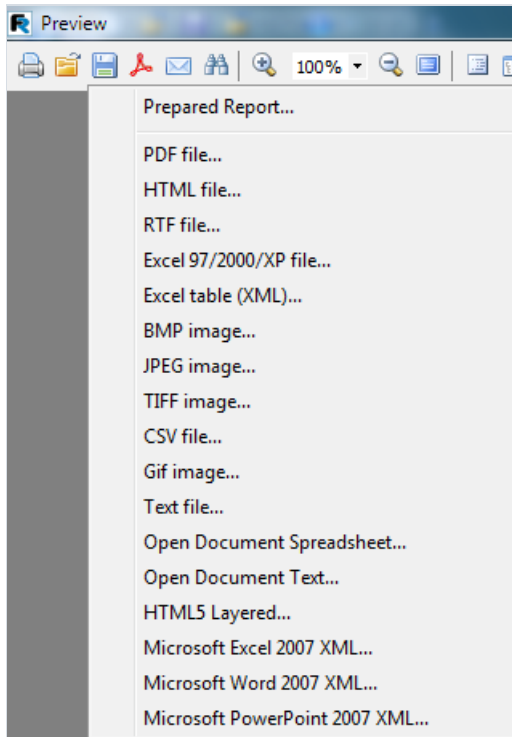 FR Preview
100%
Prepared Report...
PDF file...
HTML file...
RTF file...
Excel 97/2000/XP file...
Excel table (XML)...
BMP image...
JPEG image...
TIFF image...
CSV file...
Gif image...
Text file...
Open Document Spreadsheet...
Open Document Text...
HTML5 Layered...
Microsoft Excel 2007 XML...
Microsoft Word 2007 XML...
Microsoft PowerPoint 2007 XML...